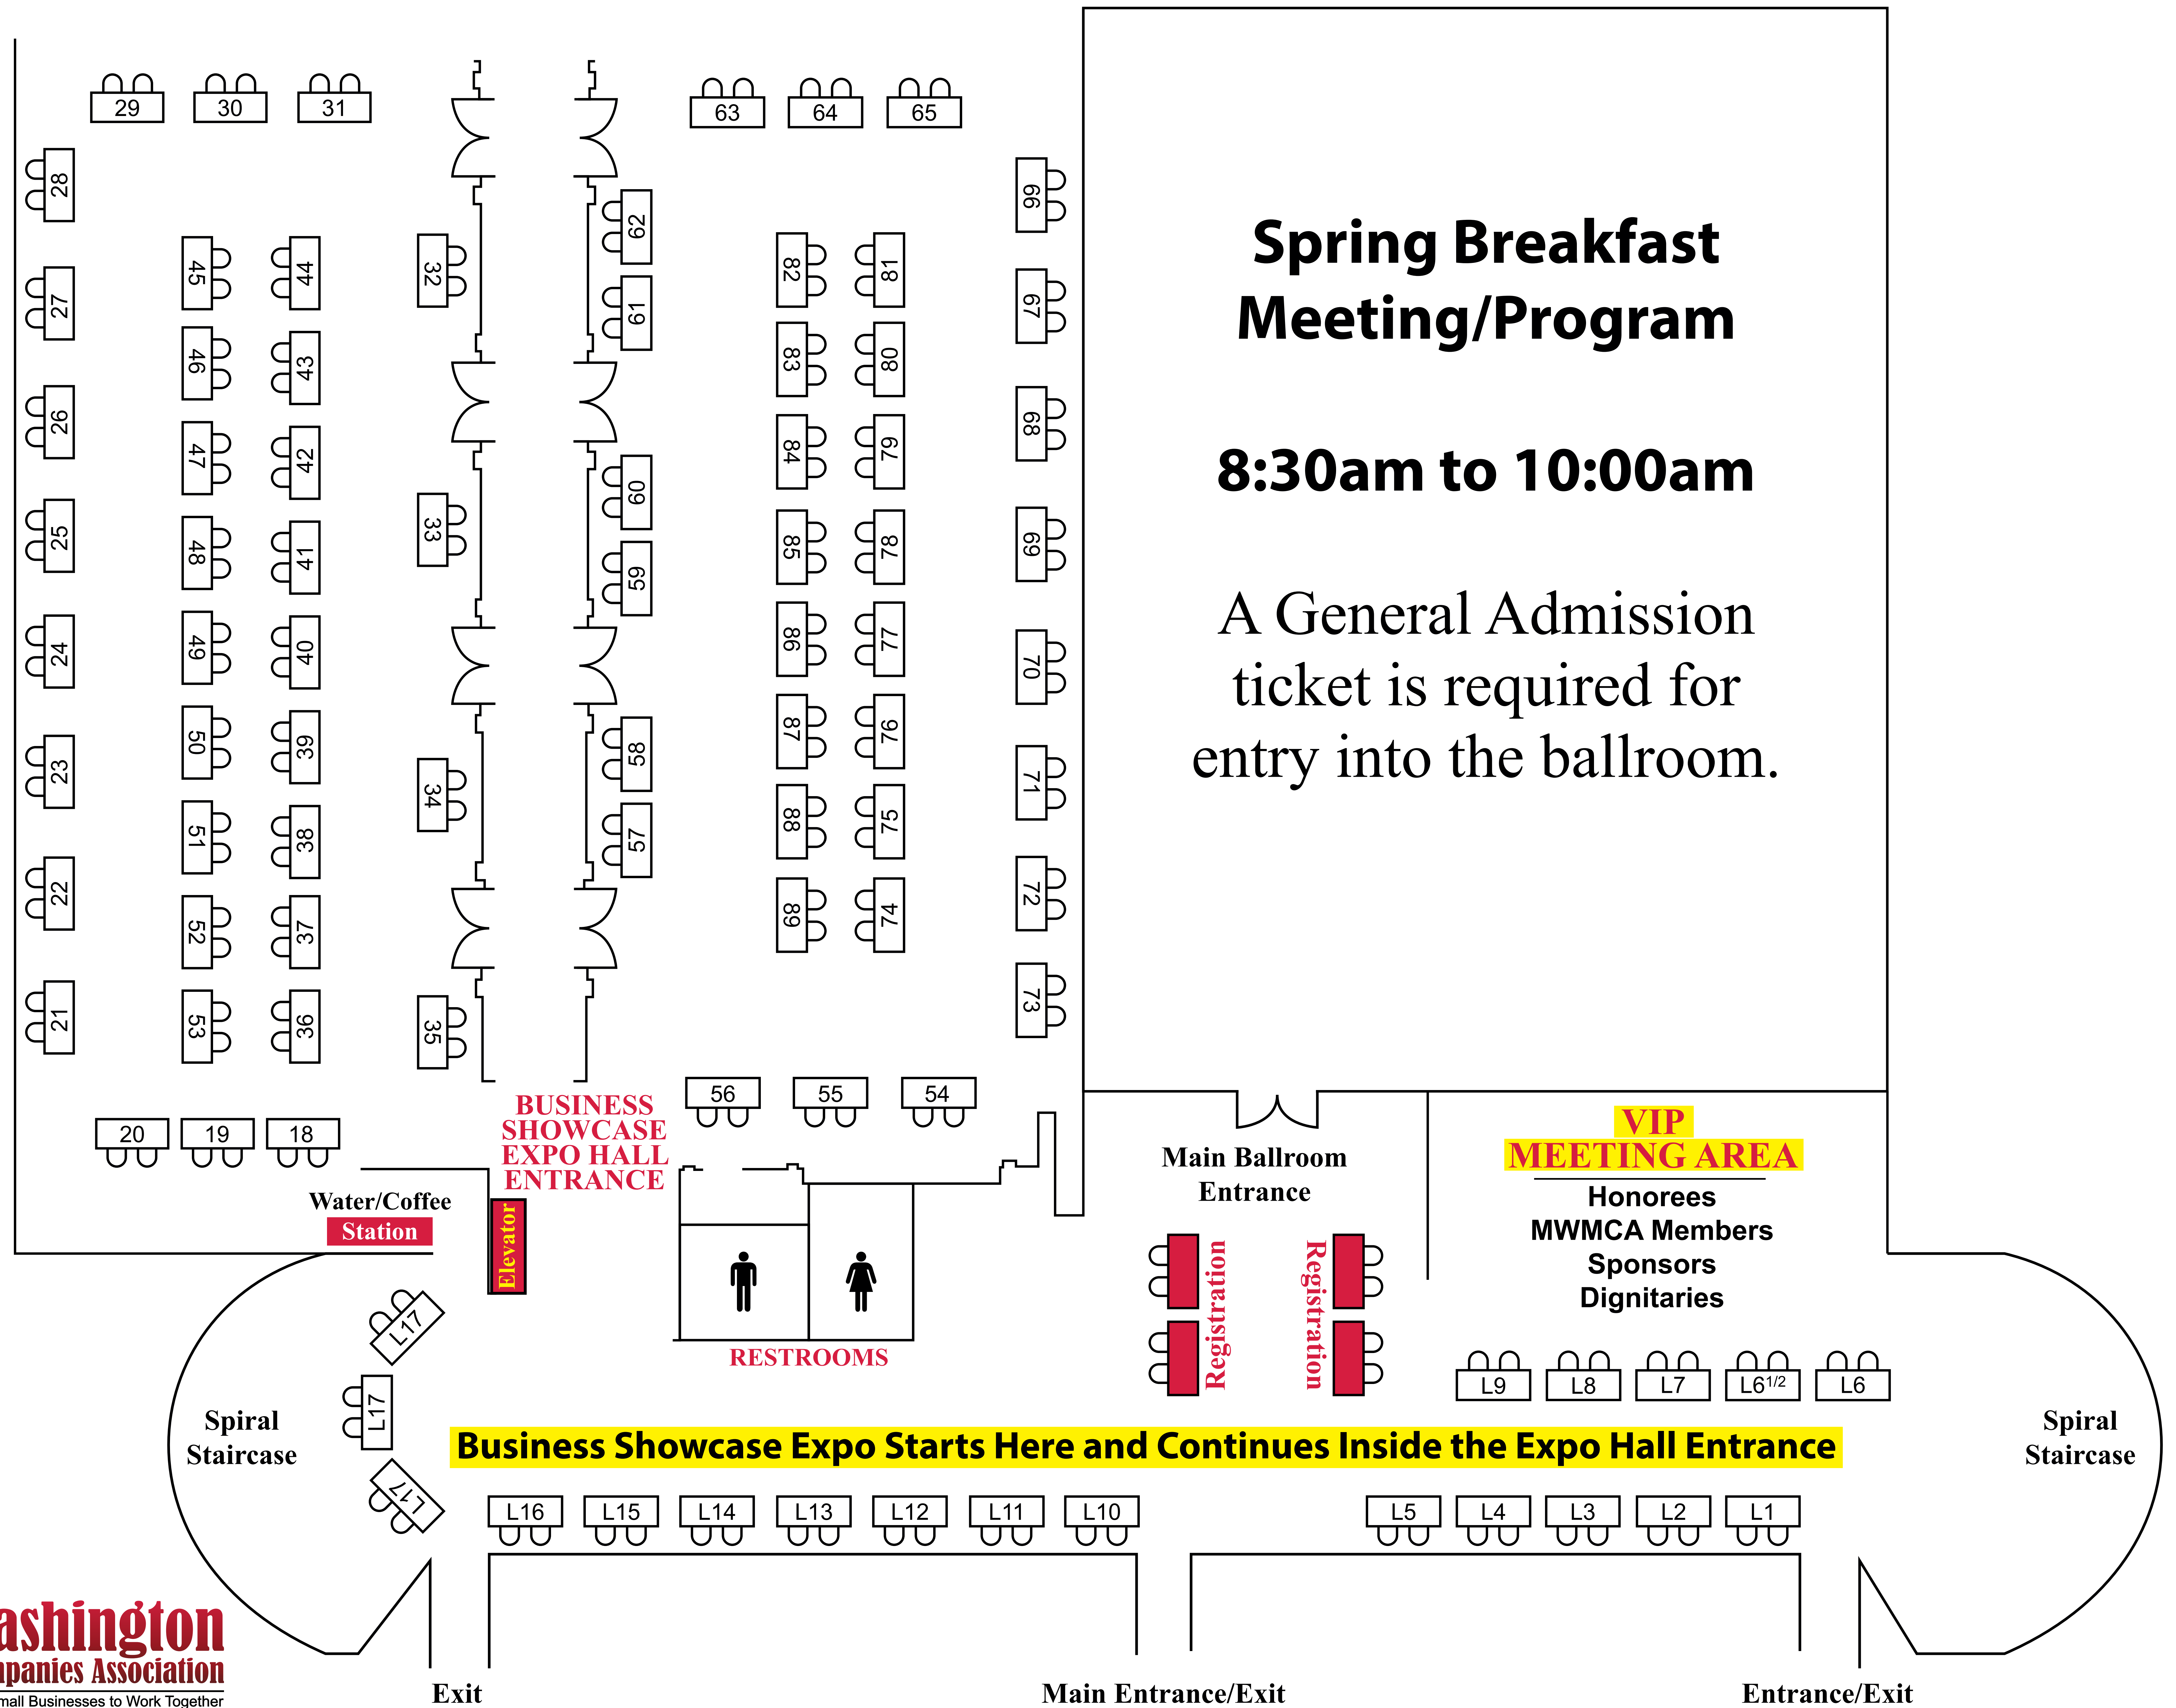 29
30
31
63
64
65
28
27
26
25
24
23
22
21
45
46
47
48
49
50
51
52
53
44
43
42
41
40
39
38
37
36
32
33
34
35
62
61
60
59
58
57
82
83
84
85
86
87
88
89
81
80
79
78
77
76
75
74
66
67
68
69
70
71
72
73
Spring Breakfast
Meeting/Program
8:30am to 10:00am
A General Admission
ticket is required for
entry into the ballroom.
20
19
18
56
55
54
BUSINESS
SHOWCASE
EXPO HALL
ENTRANCE
Water/Coffee
Station
Elevator
RESTROOMS
Main Ballroom
Entrance
Registration
Registration
VIP
MEETING AREA
Honorees
MWMCA Members
Sponsors
Dignitaries
L9
L8
L7
L6 1/2
L6
L17
L17
L17
Spiral
Staircase
Business Showcase Expo Starts Here and Continues Inside the Expo Hall Entrance
Spiral
Staircase
L16
L15
L14
L13
L12
L11
L10
L5
L4
L3
L2
L1
ashington
mpanies Association
mall Businesses to Work Together
Exit
Main Entrance/Exit
Entrance/Exit